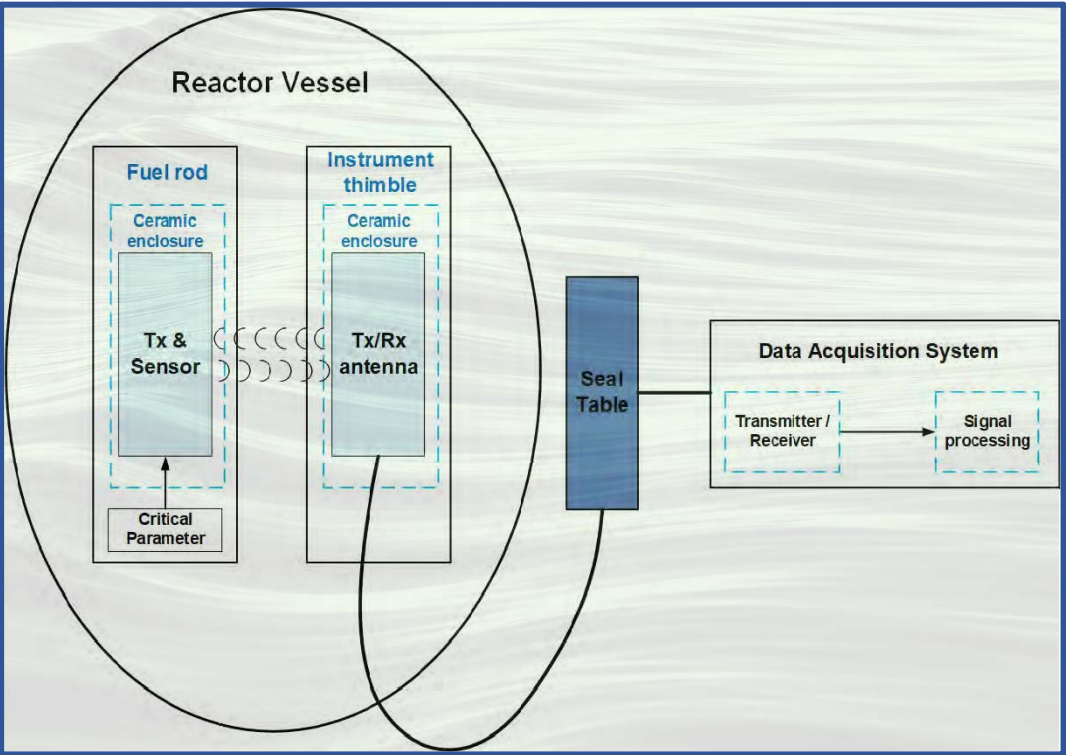 Reactor Vessel
Fuel rod
Ceramic
enclosure
Tx &
Sensor
Critical
Parameter
Instrument
thimble
Ceramic
enclosure
Tx/Rx
antenna
Seal
Table
Data Acquisition System
Transmitter /
Receiver
Signal
processing